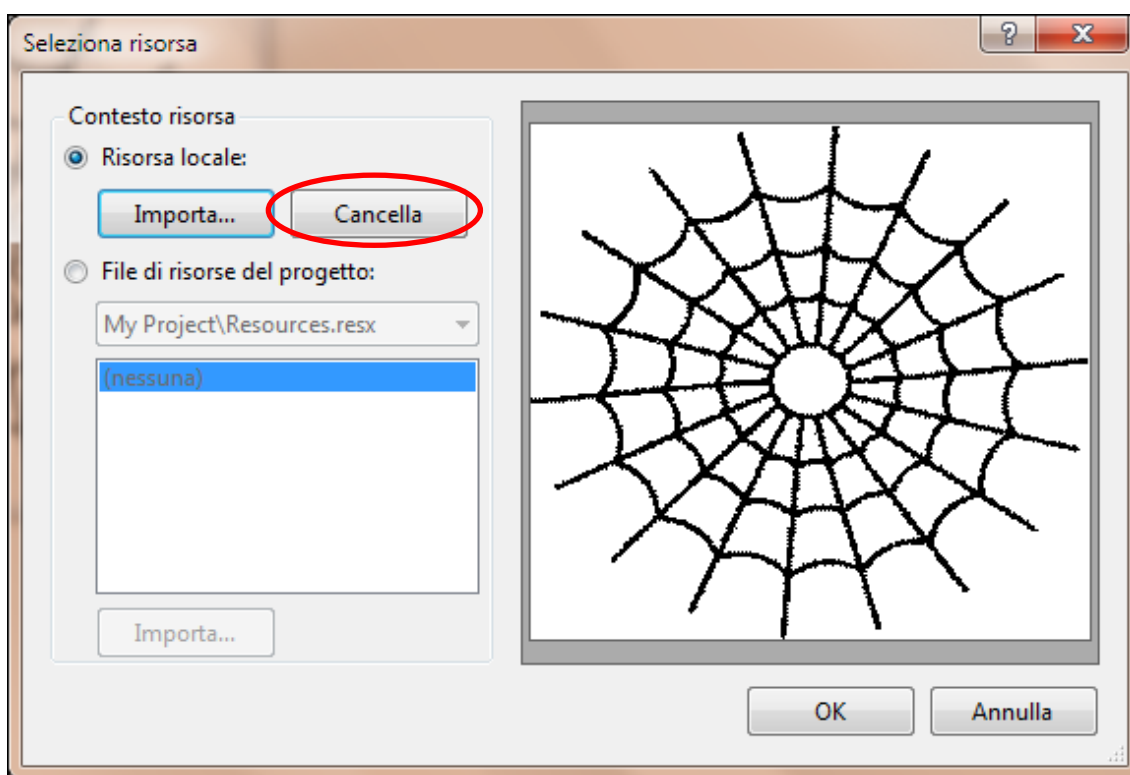 Seleziona risorsa
?
Contesto risorsa
Risorsa locale:
Importa... Cancella
File di risorse del progetto:
My Project\Resources.resx
(nessuna)
Importa...
OK Annulla